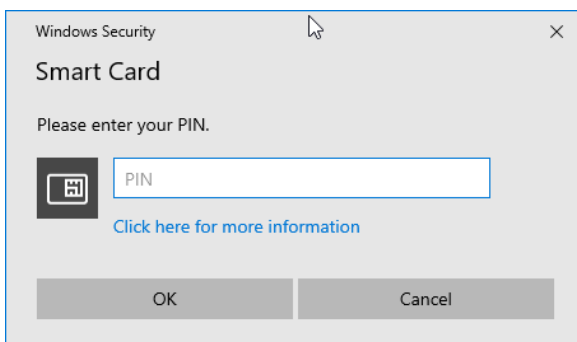 Windows Security
Smart Card
Please enter your PIN.
PIN
Click here for more information
OK
Cancel